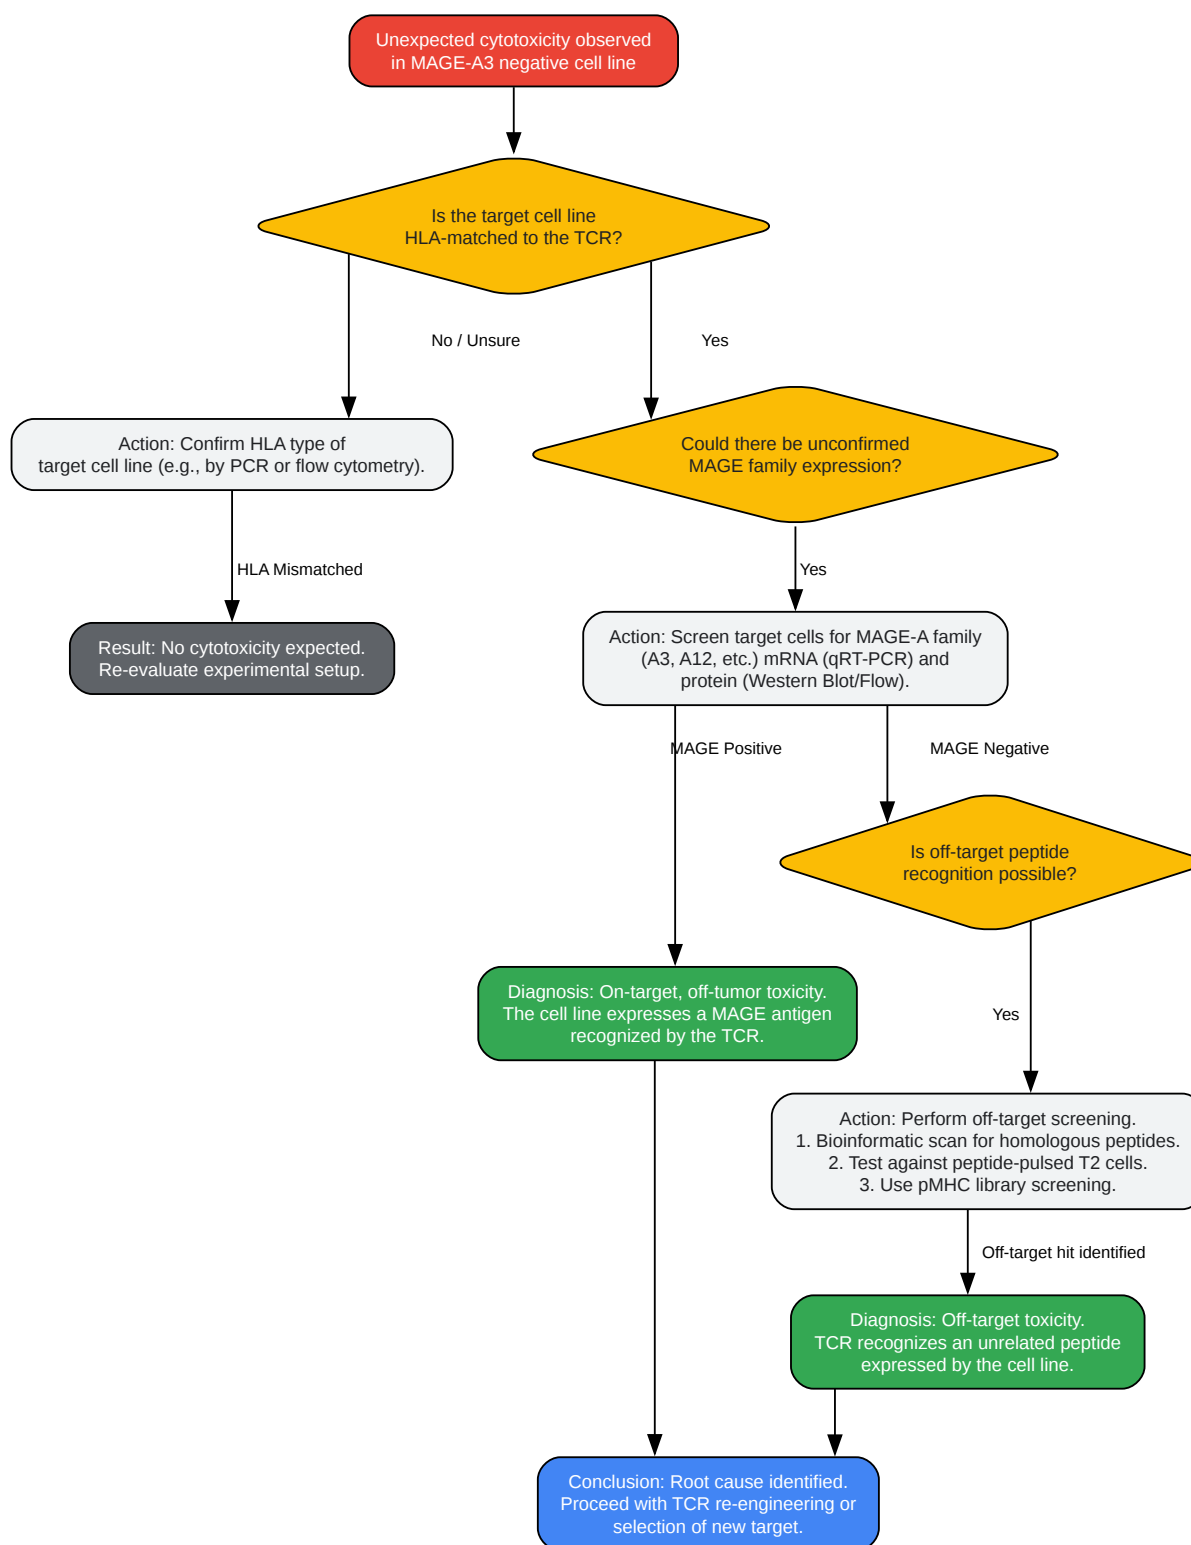 Unexpected cytotoxicity observed
in MAGE-A3 negative cell line
Is the target cell line
HLA-matched to the TCR?
No / Unsure
Yes
Action: Confirm HLA type of
target cell line (e.g., by PCR or flow cytometry).
Could there be unconfirmed
MAGE family expression?
HLA Mismatched
Yes
Result: No cytotoxicity expected.
Re-evaluate experimental setup.
Action: Screen target cells for MAGE-A family
(A3, A12, etc.) mRNA (qRT-PCR) and
protein (Western Blot/Flow).
MAGE Positive
MAGE Negative
Is off-target peptide
recognition possible?
Diagnosis: On-target, off-tumor toxicity.
The cell line expresses a MAGE antigen
recognized by the TCR.
Yes
Action: Perform off-target screening.
1. Bioinformatic scan for homologous peptides.
2. Test against peptide-pulsed T2 cells.
3. Use pMHC library screening.
Off-target hit identified
Diagnosis: Off-target toxicity.
TCR recognizes an unrelated peptide
expressed by the cell line.
Conclusion: Root cause identified.
Proceed with TCR re-engineering or
selection of new target.